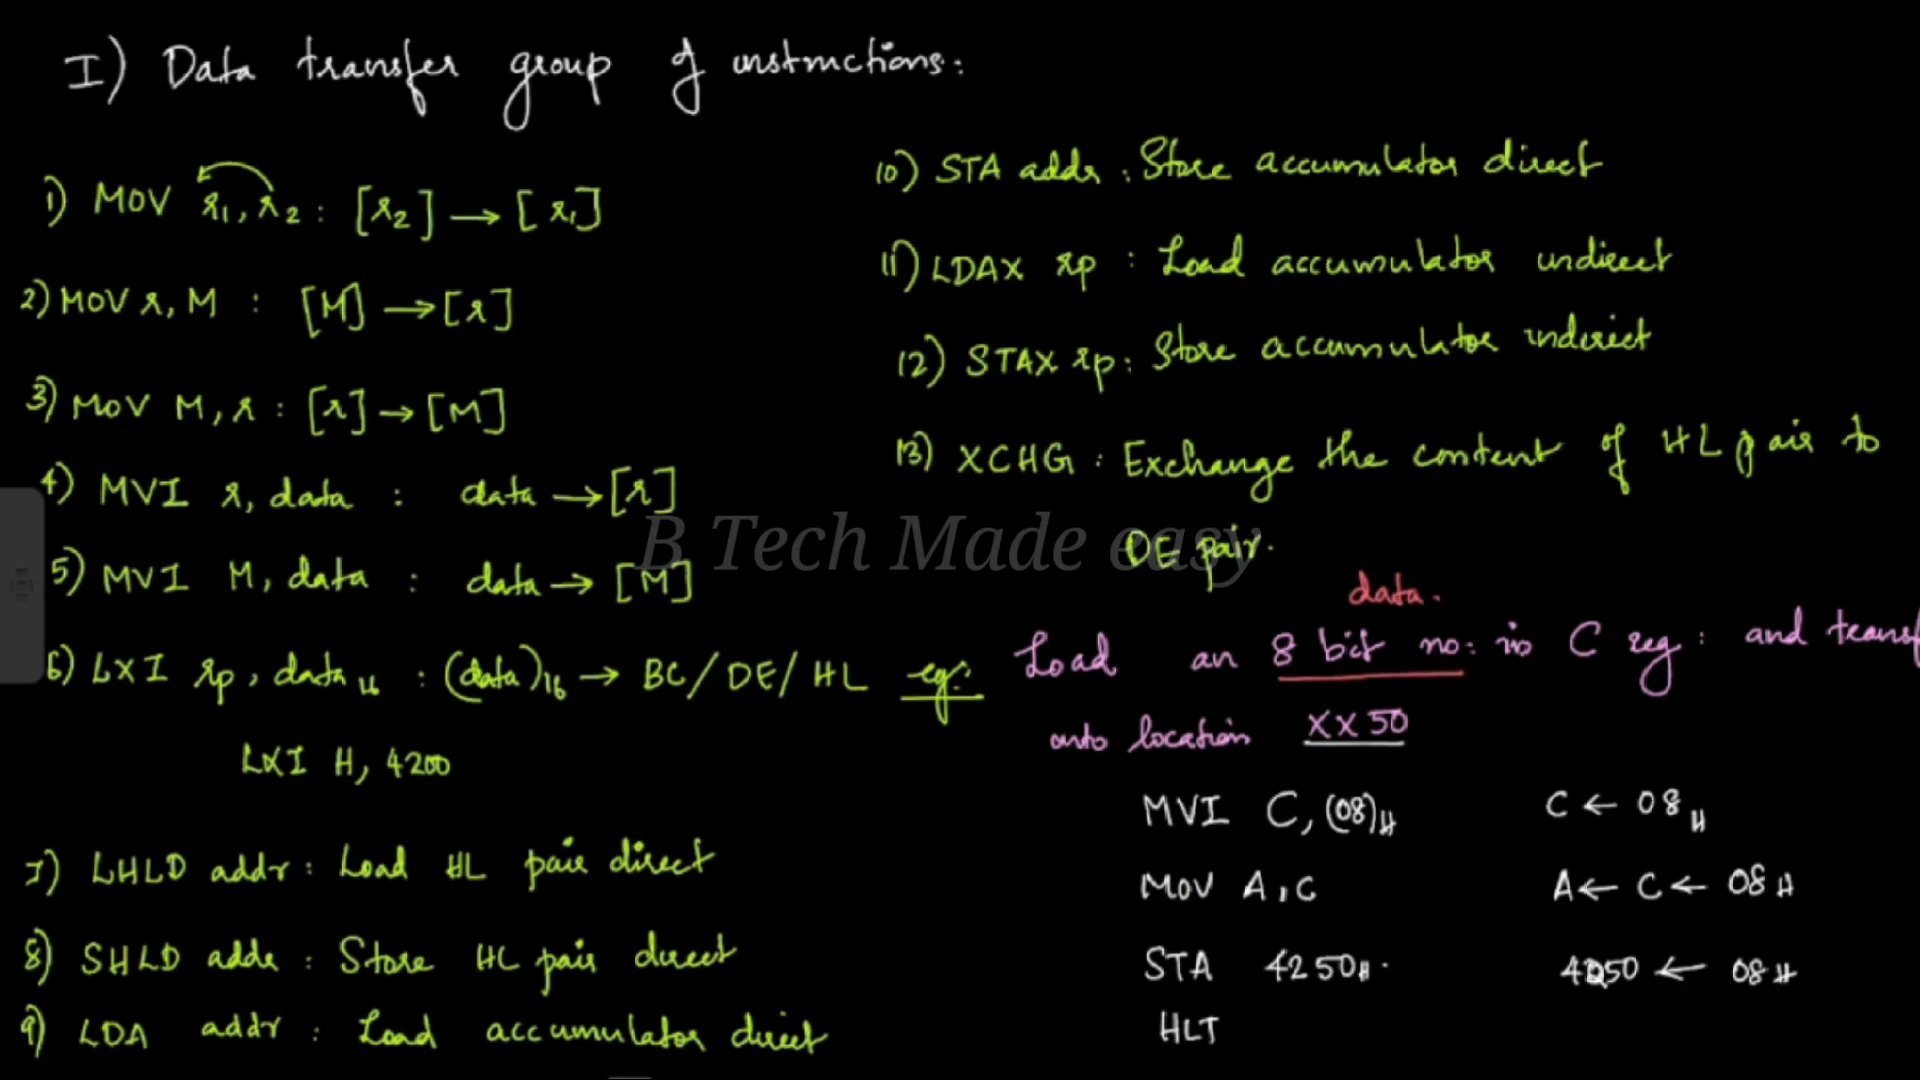 I) Data transfer group of instructions:
1) MOV r1, r2 : [r2] → [r1]
2) MOV r, M : [M] → [r]
3) MOV M, r : [r] → [M]
4) MVI r, data : data → [r]
5) MVI M, data : data → [M]
6) LXI rp, data16 : (data)16 → BC/DE/HL
LXI H, 4200
7) LHLD addr : Load HL pair direct
8) SHLD addr : Store HL pair direct
9) LDA addr : Load accumulator direct
10) STA addr : Store accumulator direct
11) LDAX rp : Load accumulator indirect
12) STAX rp : Store accumulator indirect
13) XCHG : Exchange the content of HL pair to
DE pair.
B Tech Made easy
data.
eg: Load an 8 bit no: in C reg: and transf
into location XX50
MVI C, (08)H C ← 08H
MOV A, C A ← C ← 08H
STA 4250H. 4250 ← 08H
HLT